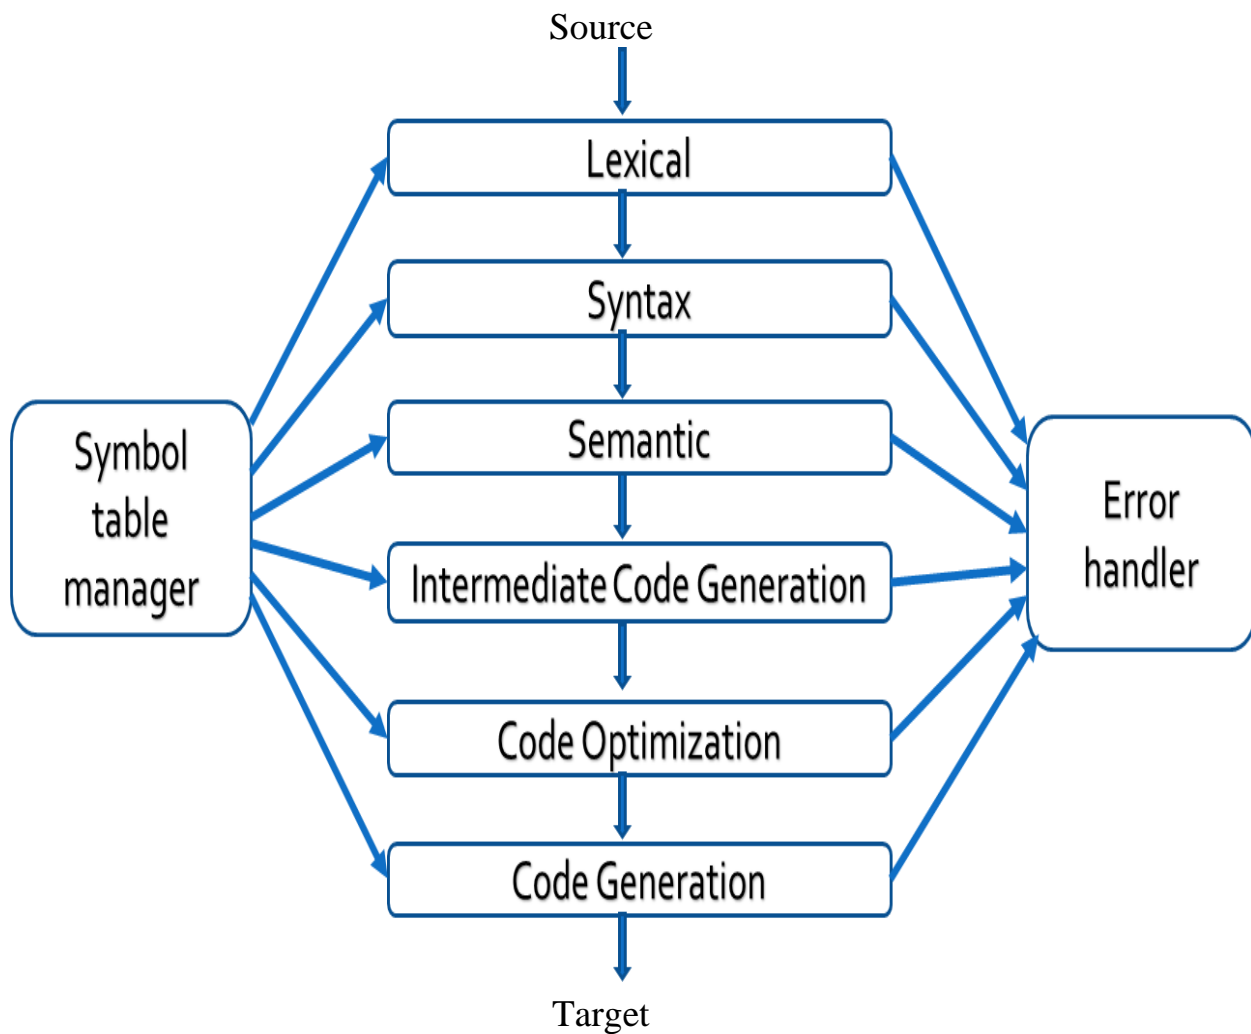 Source
Lexical
Syntax
Semantic
Symbol
table
manager
Intermediate Code Generation
Error
handler
Code Optimization
Code Generation
Target